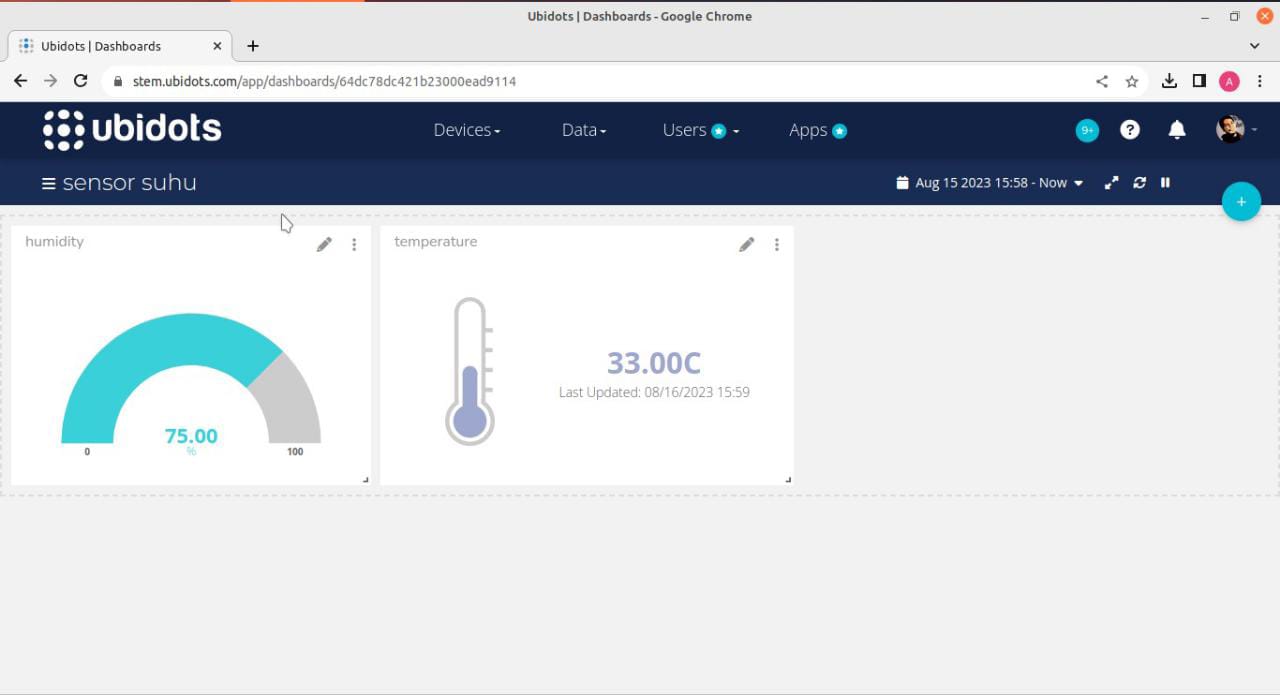 Ubidots | Dashboards - Google Chrome
Ubidots | Dashboards
stem.ubidots.com/app/dashboards/64dc78dc421b23000ead9114
A
ubidots
Devices
Data
Users
Apps
9+
?
sensor suhu
Aug 15 2023 15:58 - Now
+
humidity
75.00
%
0
100
temperature
33.00C
Last Updated: 08/16/2023 15:59